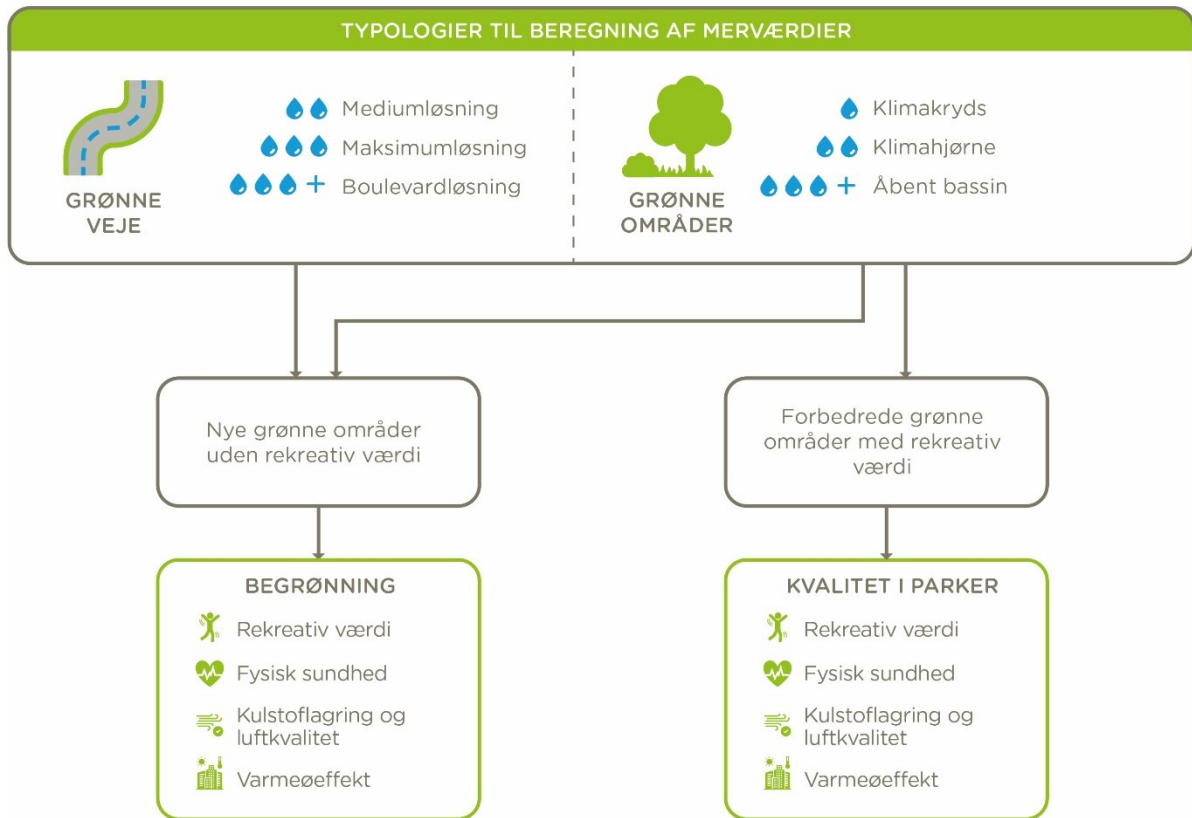 TYPOLOGIER TIL BEREGNING AF MERVÆRDIER
GRØNNE
VEJE
Mediumløsning
Maksimumløsning
+ Boulevardløsning
GRØNNE
OMRÅDER
Klimakryds
Klimahjørne
+ Åbent bassin
Nye grønne områder
uden rekreativ værdi
Forbedrede grønne
områder med rekreativ
værdi
BEGRØNNING
Rekreativ værdi
Fysisk sundhed
Kulstoflagring og
luftkvalitet
Varmeøeffekt
KVALITET I PARKER
Rekreativ værdi
Fysisk sundhed
Kulstoflagring og
luftkvalitet
Varmeøeffekt